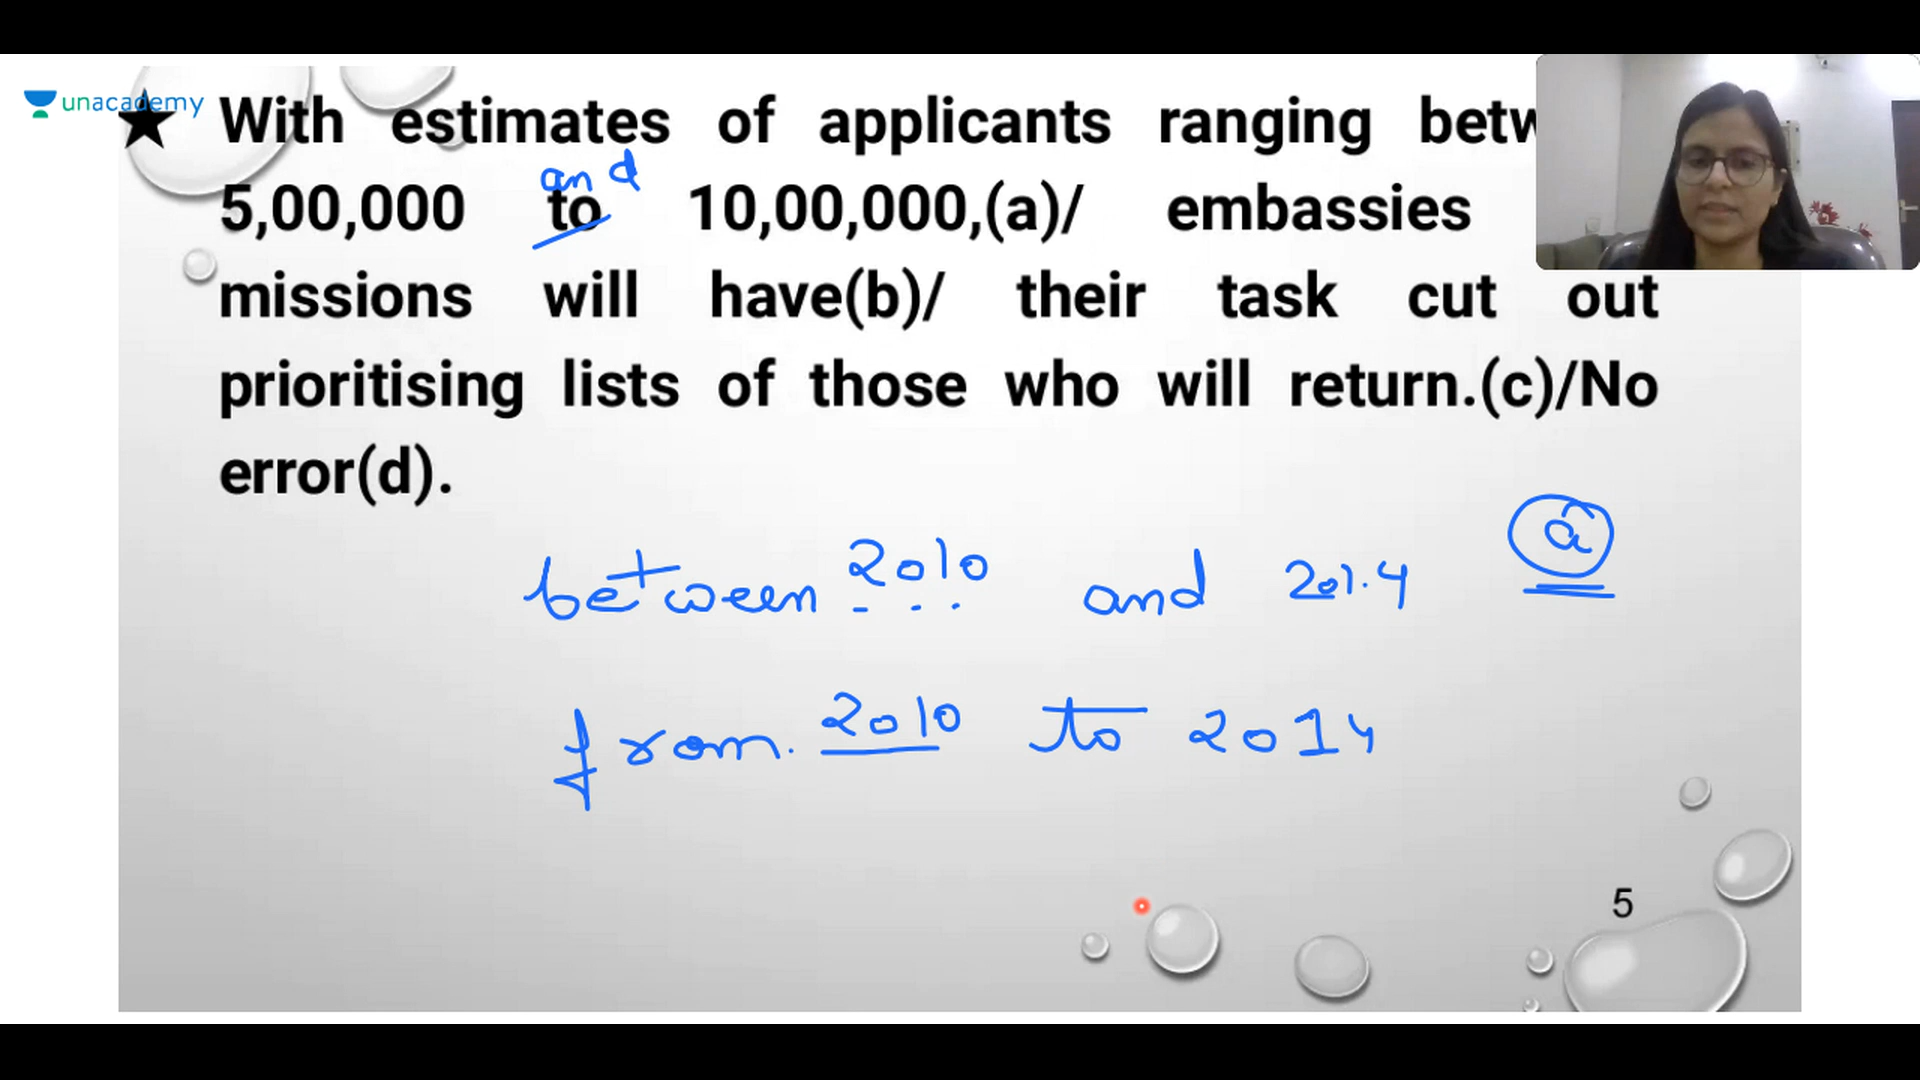 unacademy
★ With estimates of applicants ranging
and
5,00,000 to 10,00,000,(a)/ embassies
missions will have(b)/ their task cut out
prioritising lists of those who will return.(c)/No
error(d).
a
between 2010 and 2014
from 2010 to 2014
5